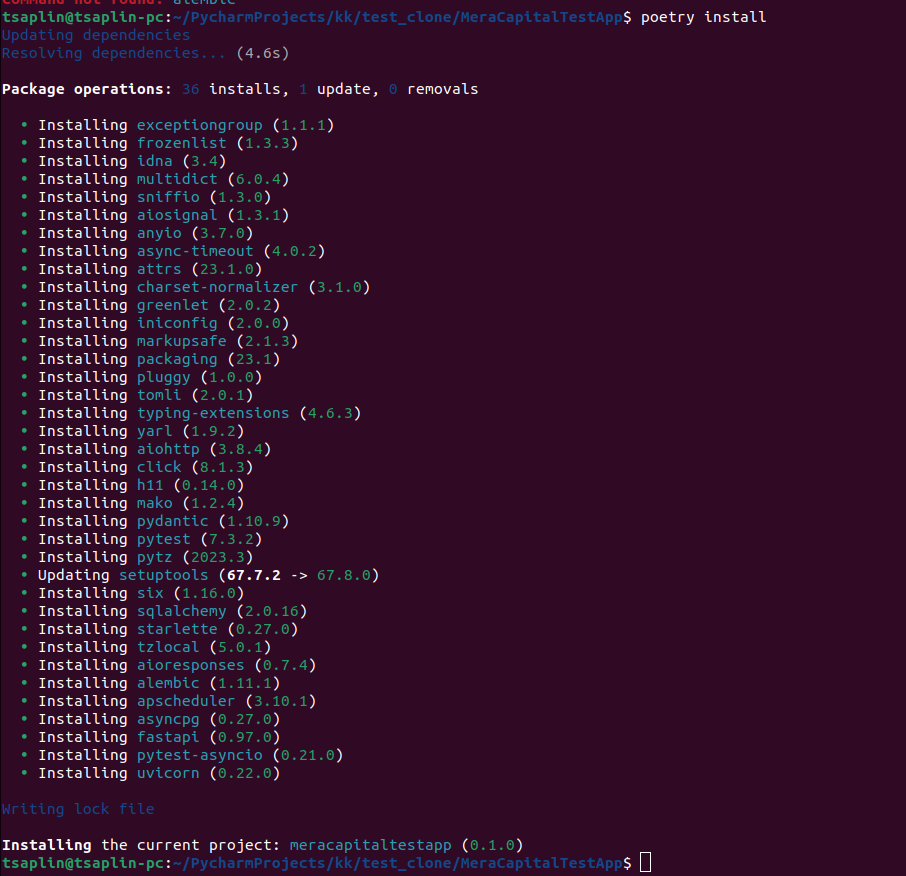 Command not found: alembic
tsaplin@tsaplin-pc:~/PycharmProjects/kk/test_clone/MeraCapitalTestApp$ poetry install
Updating dependencies
Resolving dependencies... (4.6s)
Package operations: 36 installs, 1 update, 0 removals
• Installing exceptiongroup (1.1.1)
• Installing frozenlist (1.3.3)
• Installing idna (3.4)
• Installing multidict (6.0.4)
• Installing sniffio (1.3.0)
• Installing aiosignal (1.3.1)
• Installing anyio (3.7.0)
• Installing async-timeout (4.0.2)
• Installing attrs (23.1.0)
• Installing charset-normalizer (3.1.0)
• Installing greenlet (2.0.2)
• Installing iniconfig (2.0.0)
• Installing markupsafe (2.1.3)
• Installing packaging (23.1)
• Installing pluggy (1.0.0)
• Installing tomli (2.0.1)
• Installing typing-extensions (4.6.3)
• Installing yarl (1.9.2)
• Installing aiohttp (3.8.4)
• Installing click (8.1.3)
• Installing h11 (0.14.0)
• Installing mako (1.2.4)
• Installing pydantic (1.10.9)
• Installing pytest (7.3.2)
• Installing pytz (2023.3)
• Updating setuptools (67.7.2 -> 67.8.0)
• Installing six (1.16.0)
• Installing sqlalchemy (2.0.16)
• Installing starlette (0.27.0)
• Installing tzlocal (5.0.1)
• Installing aioresponses (0.7.4)
• Installing alembic (1.11.1)
• Installing apscheduler (3.10.1)
• Installing asyncpg (0.27.0)
• Installing fastapi (0.97.0)
• Installing pytest-asyncio (0.21.0)
• Installing uvicorn (0.22.0)
Writing lock file
Installing the current project: meracapitaltestapp (0.1.0)
tsaplin@tsaplin-pc:~/PycharmProjects/kk/test_clone/MeraCapitalTestApp$